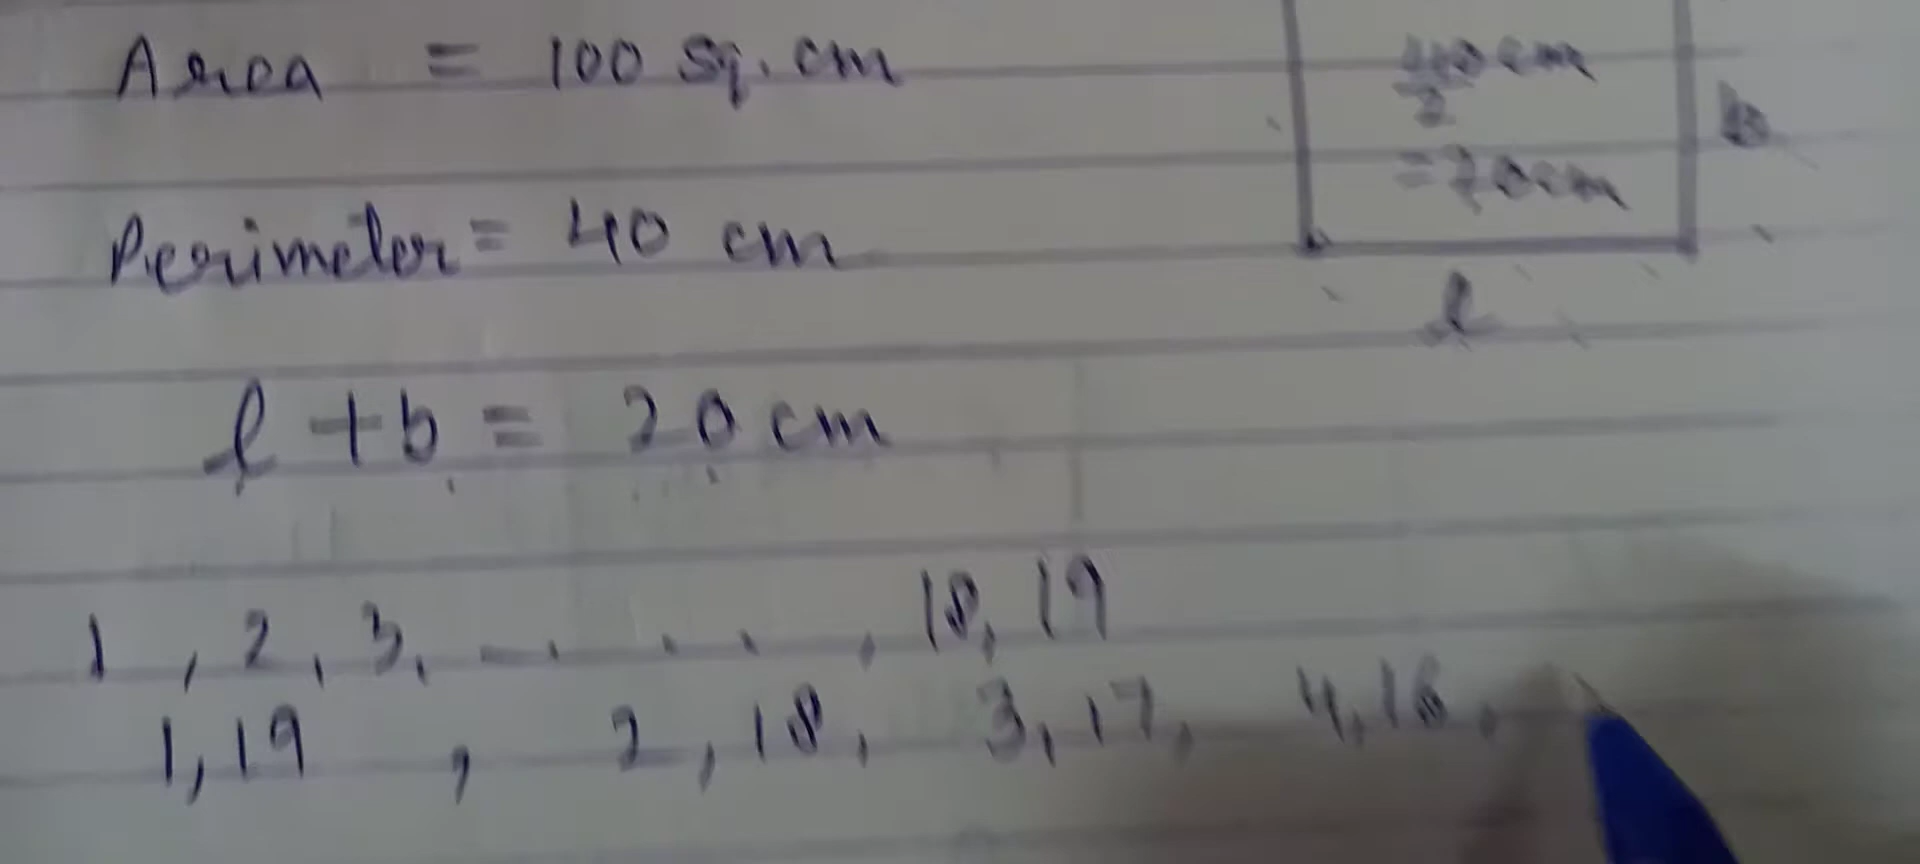 Area = 100 sq. cm
40 cm
2
= 20 cm
b
Perimeter = 40 cm
l
l + b = 20 cm
1, 2, 3, - . . . , 18, 19
1, 19 , 2, 18, 3, 17, 4, 16,